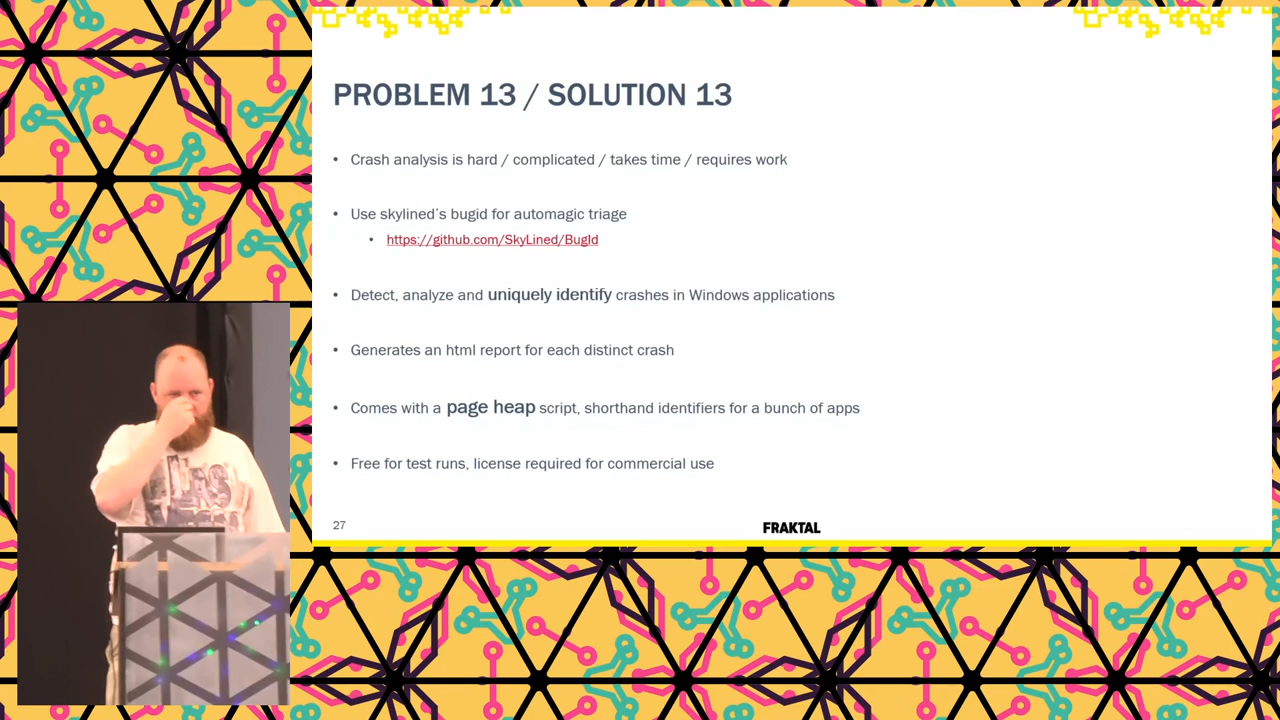 PROBLEM 13 / SOLUTION 13
• Crash analysis is hard / complicated / takes time / requires work
• Use skylined's bugid for automagic triage
• https://github.com/SkyLined/BugId
• Detect, analyze and uniquely identify crashes in Windows applications
• Generates an html report for each distinct crash
• Comes with a page heap script, shorthand identifiers for a bunch of apps
• Free for test runs, license required for commercial use
27
FRAKTAL